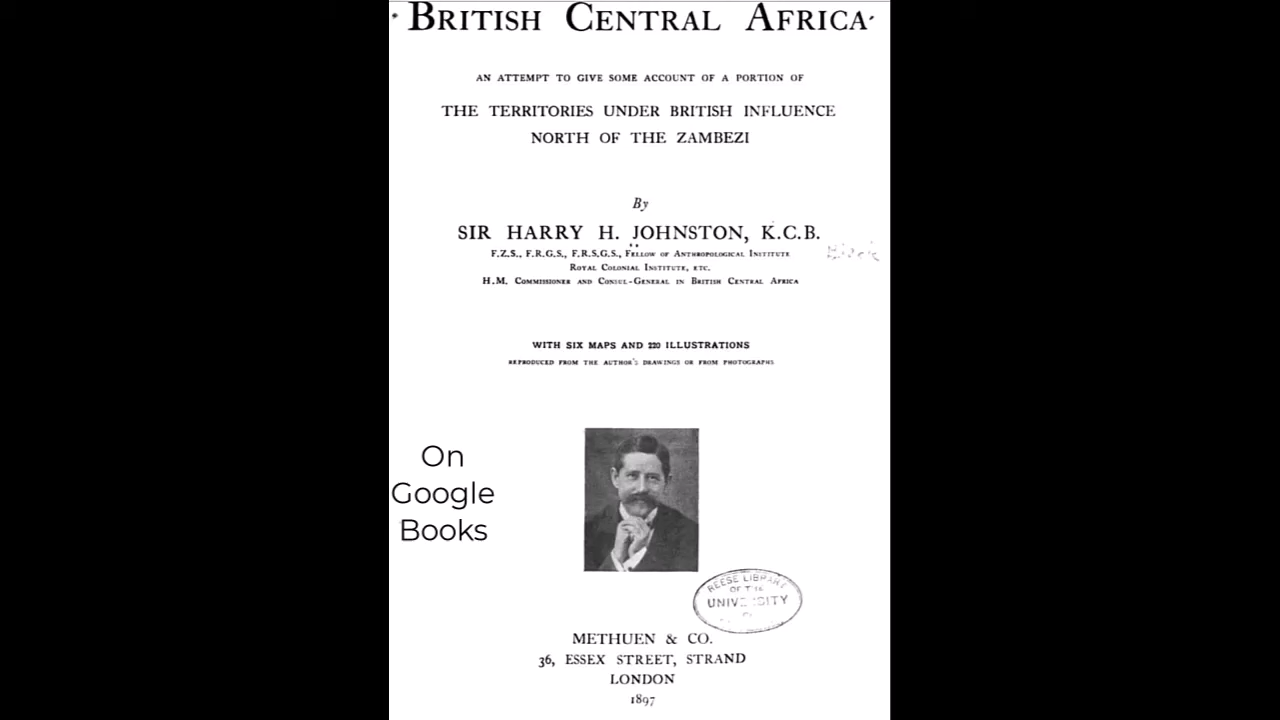 BRITISH CENTRAL AFRICA
AN ATTEMPT TO GIVE SOME ACCOUNT OF A PORTION OF
THE TERRITORIES UNDER BRITISH INFLUENCE
NORTH OF THE ZAMBEZI
By
SIR HARRY H. JOHNSTON, K.C.B.
F.Z.S., F.R.G.S., F.R.S.G.S., FELLOW OF ANTHROPOLOGICAL INSTITUTE
ROYAL COLONIAL INSTITUTE, ETC.
H.M. COMMISSIONER AND CONSUL-GENERAL IN BRITISH CENTRAL AFRICA
WITH SIX MAPS AND 220 ILLUSTRATIONS
REPRODUCED FROM THE AUTHOR'S DRAWINGS OR FROM PHOTOGRAPHS
On
Google
Books
REESE LIBRARY
OF THE
UNIVERSITY
METHUEN & CO.
36, ESSEX STREET, STRAND
LONDON
1897